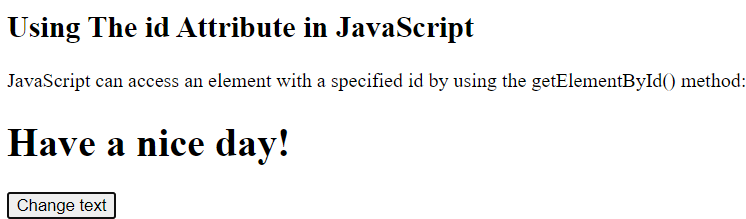 Using The id Attribute in JavaScript
JavaScript can access an element with a specified id by using the getElementById() method:
Have a nice day!
Change text